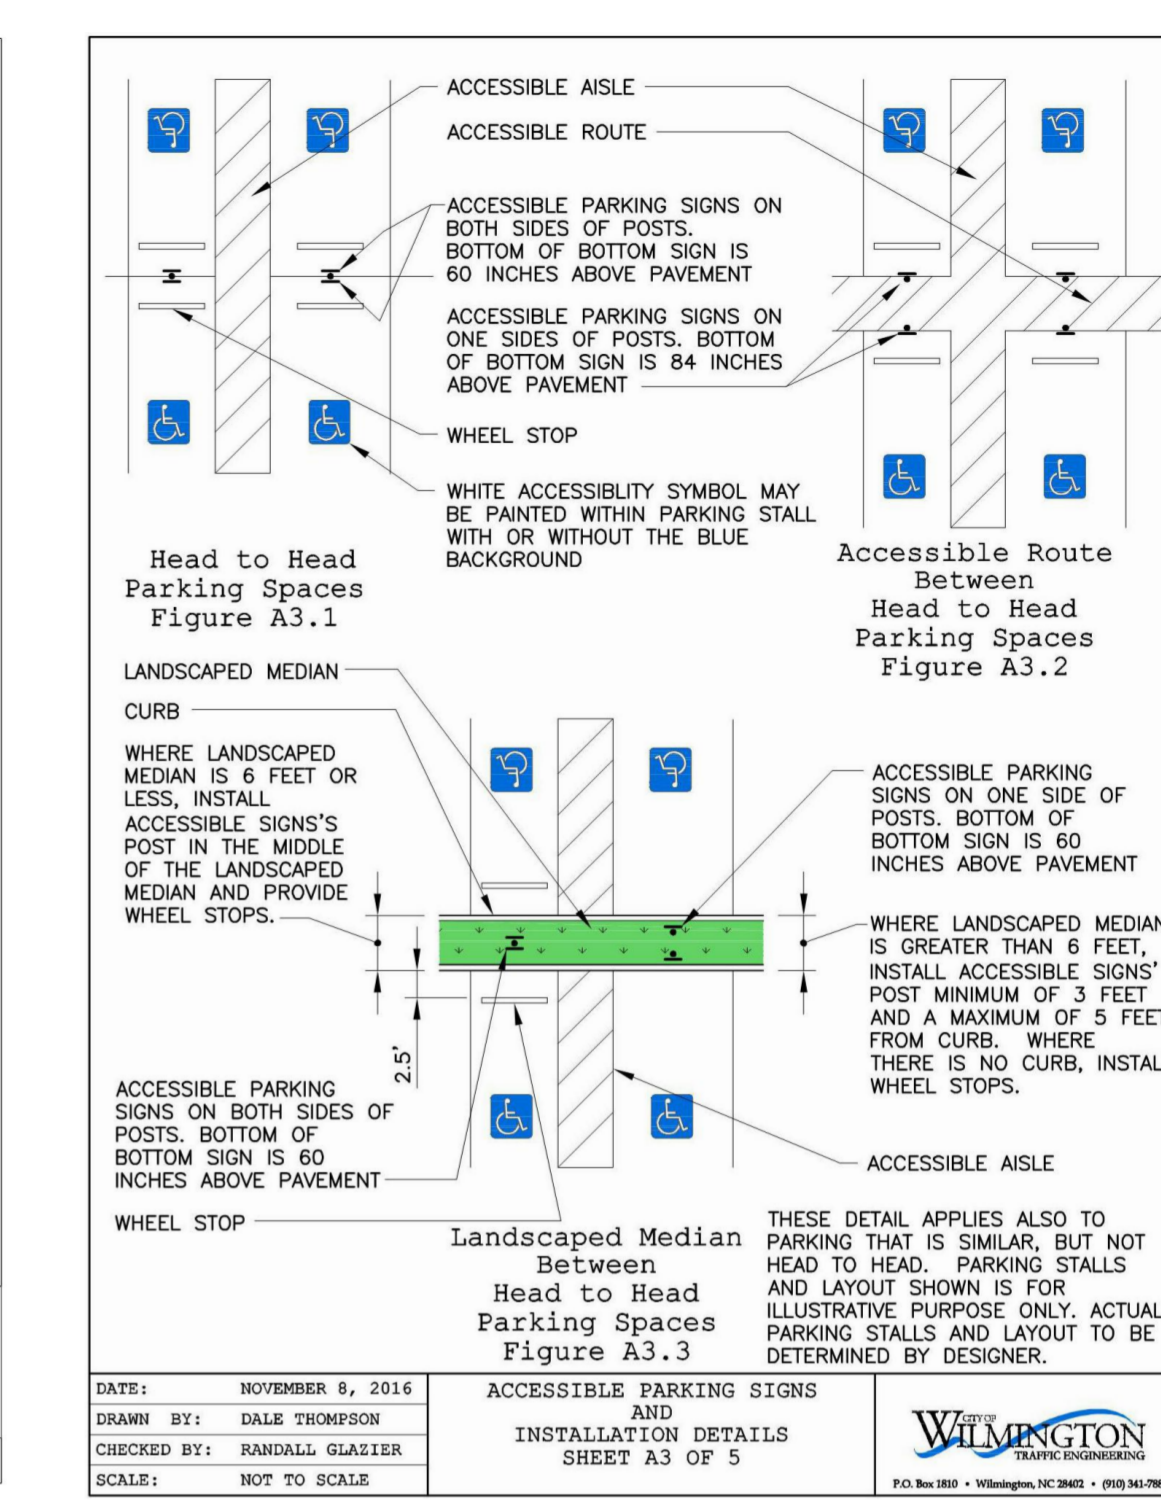 ACCESSIBLE AISLE
ACCESSIBLE ROUTE
ACCESSIBLE PARKING SIGNS ON
BOTH SIDES OF POSTS.
BOTTOM OF BOTTOM SIGN IS
60 INCHES ABOVE PAVEMENT
ACCESSIBLE PARKING SIGNS ON
ONE SIDES OF POSTS. BOTTOM
OF BOTTOM SIGN IS 84 INCHES
ABOVE PAVEMENT
WHEEL STOP
WHITE ACCESSIBLITY SYMBOL MAY
BE PAINTED WITHIN PARKING STALL
WITH OR WITHOUT THE BLUE
BACKGROUND
Head to Head
Parking Spaces
Figure A3.1
Accessible Route
Between
Head to Head
Parking Spaces
Figure A3.2
LANDSCAPED MEDIAN
CURB
WHERE LANDSCAPED
MEDIAN IS 6 FEET OR
LESS, INSTALL
ACCESSIBLE SIGNS'S
POST IN THE MIDDLE
OF THE LANDSCAPED
MEDIAN AND PROVIDE
WHEEL STOPS.
2.5'
ACCESSIBLE PARKING
SIGNS ON BOTH SIDES OF
POSTS. BOTTOM OF
BOTTOM SIGN IS 60
INCHES ABOVE PAVEMENT
WHEEL STOP
ACCESSIBLE PARKING
SIGNS ON ONE SIDE OF
POSTS. BOTTOM OF
BOTTOM SIGN IS 60
INCHES ABOVE PAVEMENT
WHERE LANDSCAPED MEDIAN
IS GREATER THAN 6 FEET,
INSTALL ACCESSIBLE SIGNS'
POST MINIMUM OF 3 FEET
AND A MAXIMUM OF 5 FEET
FROM CURB. WHERE
THERE IS NO CURB, INSTAL
WHEEL STOPS.
ACCESSIBLE AISLE
Landscaped Median
Between
Head to Head
Parking Spaces
Figure A3.3
THESE DETAIL APPLIES ALSO TO
PARKING THAT IS SIMILAR, BUT NOT
HEAD TO HEAD. PARKING STALLS
AND LAYOUT SHOWN IS FOR
ILLUSTRATIVE PURPOSE ONLY. ACTUAL
PARKING STALLS AND LAYOUT TO BE
DETERMINED BY DESIGNER.
DATE: NOVEMBER 8, 2016
DRAWN BY: DALE THOMPSON
CHECKED BY: RANDALL GLAZIER
SCALE: NOT TO SCALE
ACCESSIBLE PARKING SIGNS
AND
INSTALLATION DETAILS
SHEET A3 OF 5
CITY OF
WILMINGTON
TRAFFIC ENGINEERING
P.O. Box 1810 • Wilmington, NC 28402 • (910) 341-788